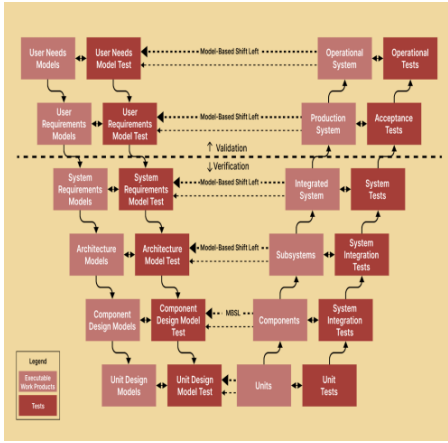 User Needs
Models
User Needs
Model Test
Model-Based Shift Left
Operational
System
Operational
Tests
User
Requirements
Models
User
Requirements
Model Test
Model-Based Shift Left
Production
System
Acceptance
Tests
↑ Validation
↓ Verification
System
Requirements
Models
System
Requirements
Model Test
Model-Based Shift Left
Integrated
System
System
Tests
Architecture
Models
Architecture
Model Test
Model-Based Shift Left
Subsystems
System
Integration
Tests
Component
Design Models
Component
Design Model
Test
MBSL
Components
System
Integration
Tests
Unit Design
Models
Unit Design
Model Test
Units
Unit
Tests
Legend
Executable
Work Products
Tests